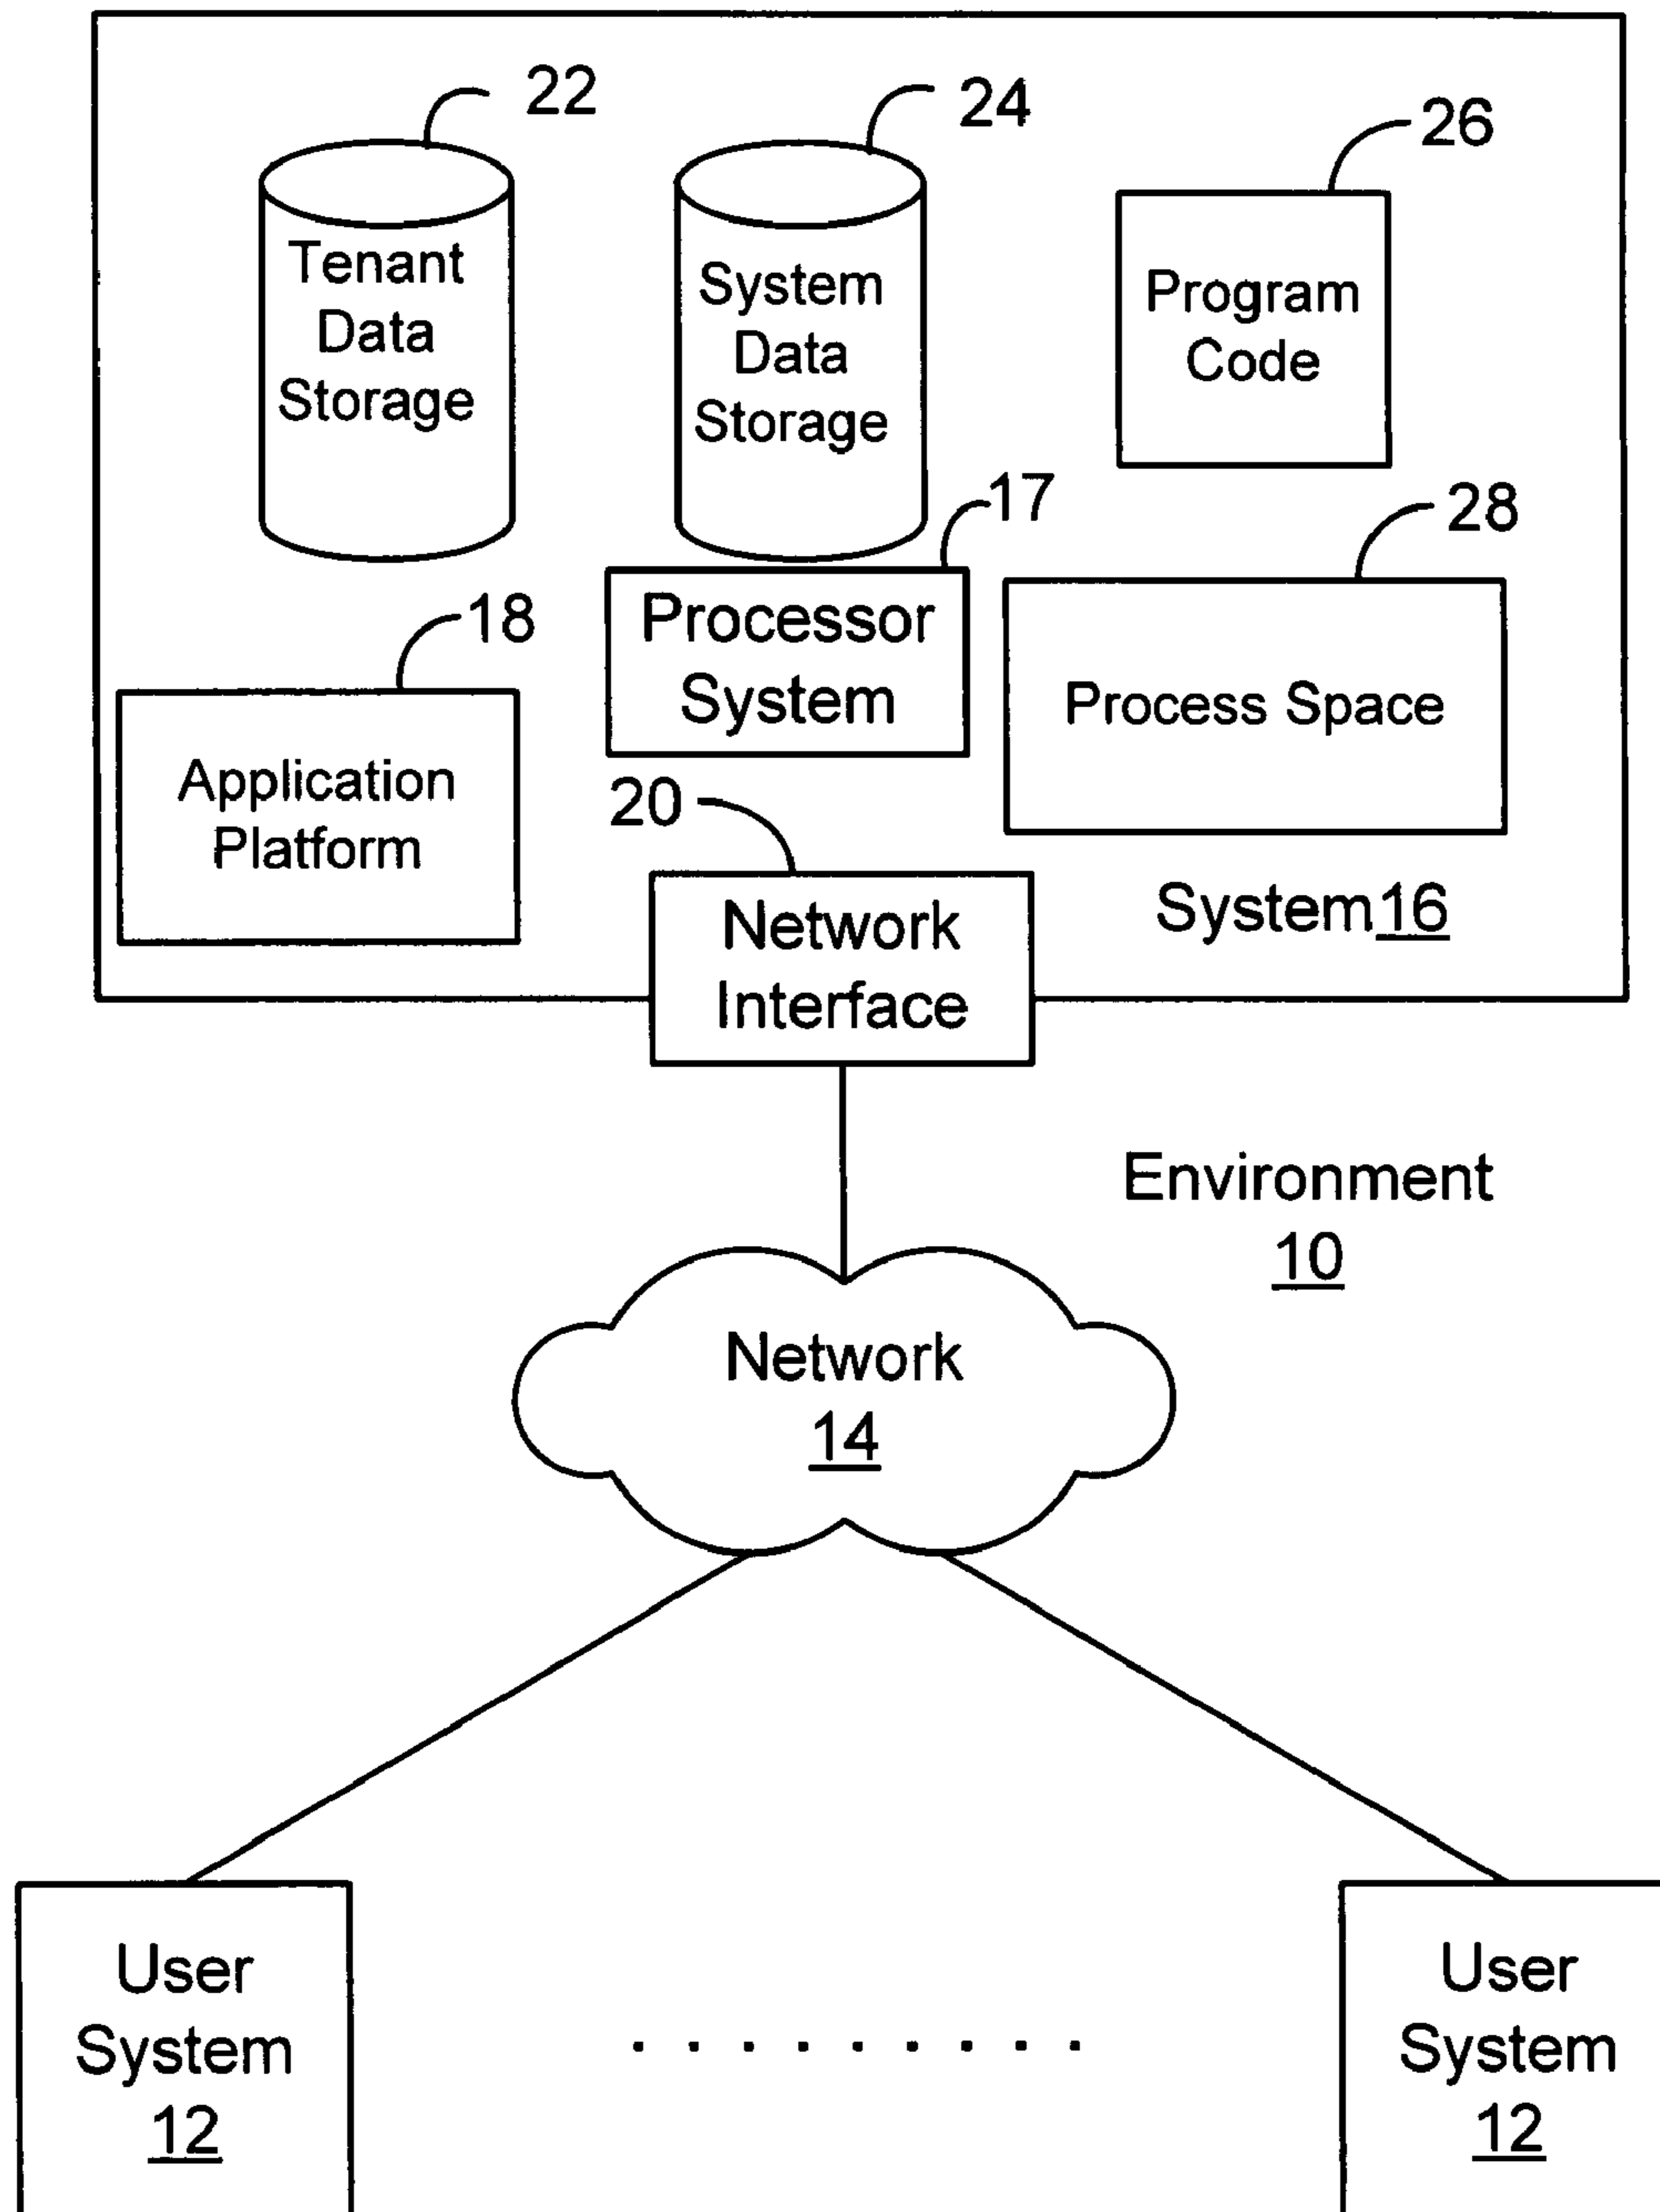 22
24
26
Tenant
Data
Storage
System
Data
Storage
Program
Code
17
28
18
Processor
System
Process Space
Application
Platform
20
System 16
Network
Interface
Environment
10
Network
14
User
System
12
User
System
12